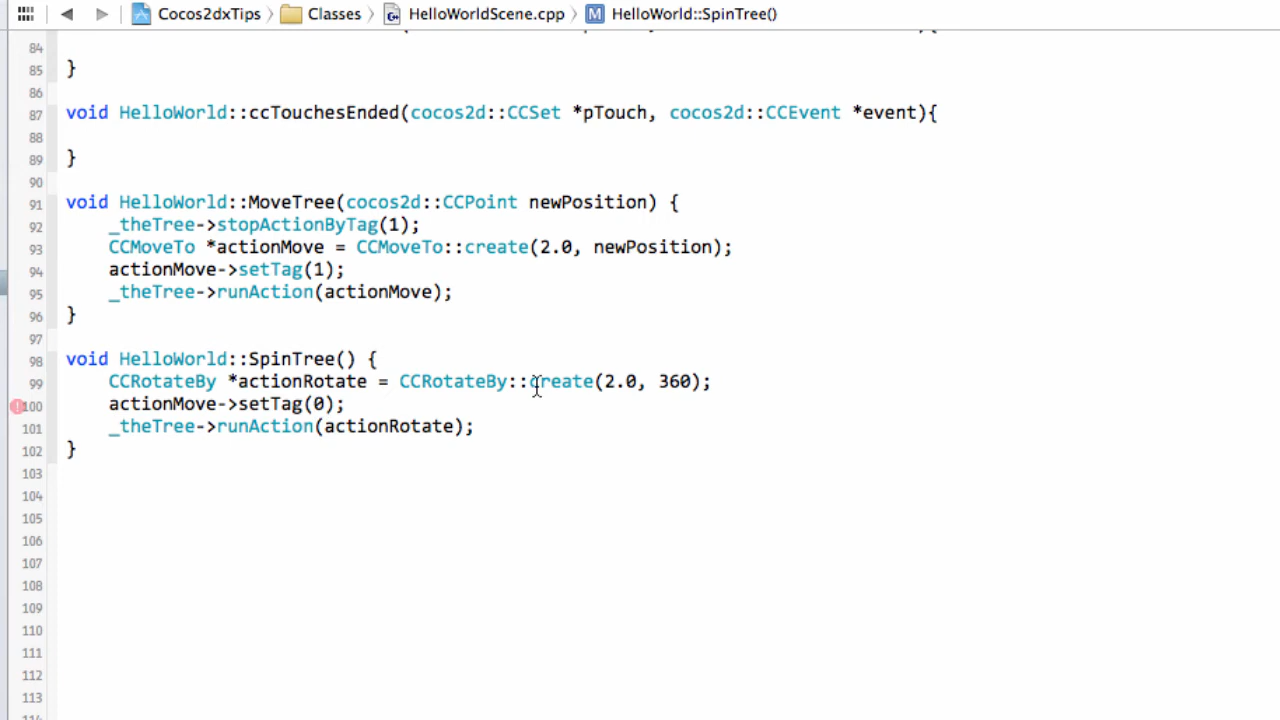 Cocos2dxTips Classes HelloWorldScene.cpp M HelloWorld::SpinTree()
84
85 }
86
87 void HelloWorld::ccTouchesEnded(cocos2d::CCSet *pTouch, cocos2d::CCEvent *event){
88
89 }
90
91 void HelloWorld::MoveTree(cocos2d::CCPoint newPosition) {
92 _theTree->stopActionByTag(1);
93 CCMoveTo *actionMove = CCMoveTo::create(2.0, newPosition);
94 actionMove->setTag(1);
95 _theTree->runAction(actionMove);
96 }
97
98 void HelloWorld::SpinTree() {
99 CCRotateBy *actionRotate = CCRotateBy::create(2.0, 360);
100 actionMove->setTag(0);
101 _theTree->runAction(actionRotate);
102 }
103
104
105
106
107
108
109
110
111
112
113